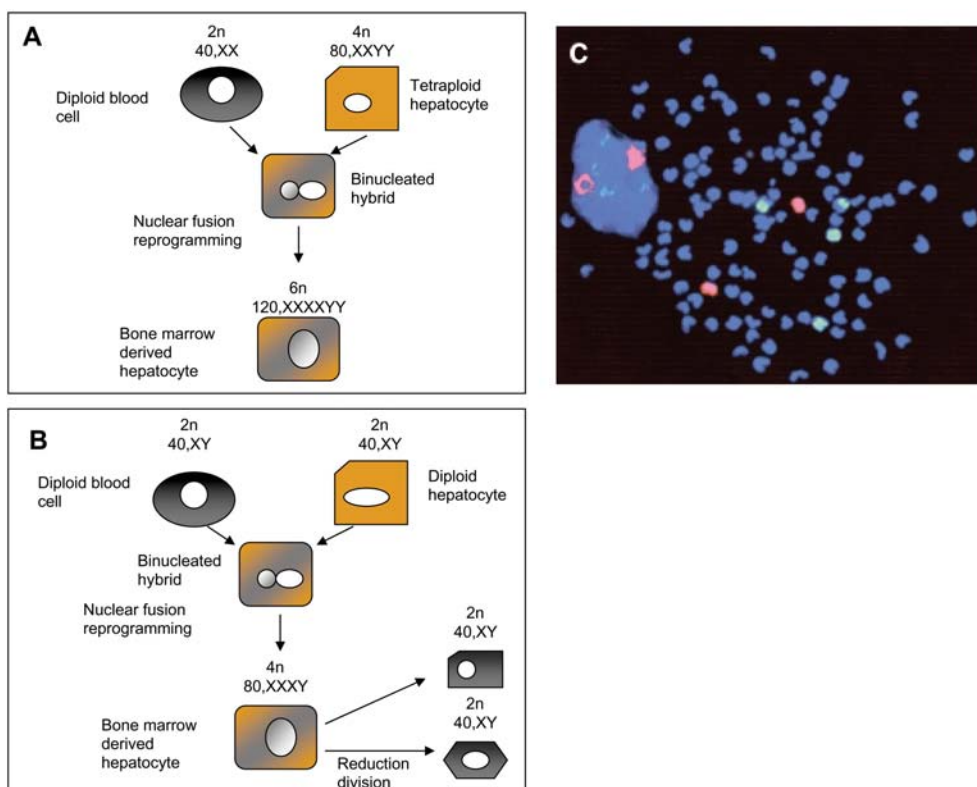 A
2n
40,XX
4n
80,XXYY
Diploid blood
cell
Tetraploid
hepatocyte
Binucleated
hybrid
Nuclear fusion
reprogramming
6n
120,XXXXYY
Bone marrow
derived
hepatocyte
B
2n
40,XY
2n
40,XY
Diploid blood
cell
Diploid
hepatocyte
Binucleated
hybrid
Nuclear fusion
reprogramming
4n
80,XXXY
Bone marrow
derived
hepatocyte
2n
40,XY
2n
40,XY
Reduction
division
C